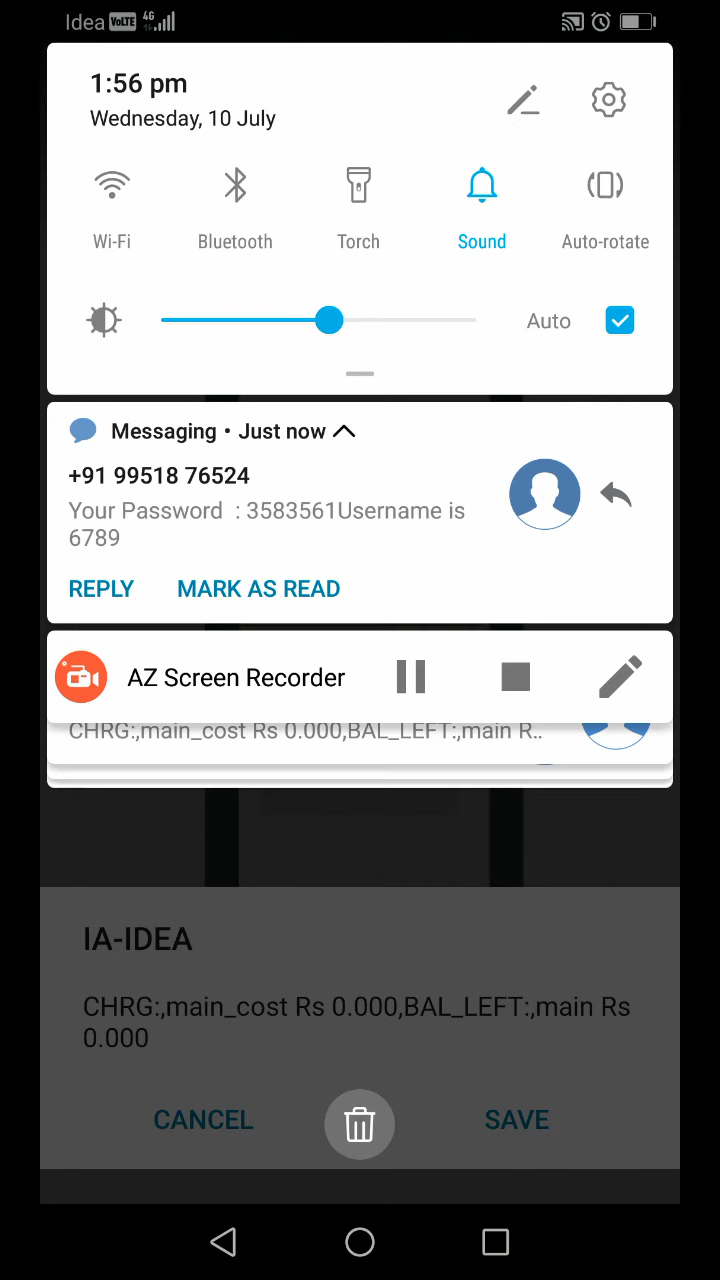 Idea VoLTE 4G
1:56 pm
Wednesday, 10 July
Wi-Fi Bluetooth Torch Sound Auto-rotate
Auto
Messaging • Just now
+91 99518 76524
Your Password : 3583561Username is
6789
REPLY MARK AS READ
AZ Screen Recorder
CHRG:,main_cost Rs 0.000,BAL_LEFT:,main R..
IA-IDEA
CHRG:,main_cost Rs 0.000,BAL_LEFT:,main Rs
0.000
CANCEL SAVE